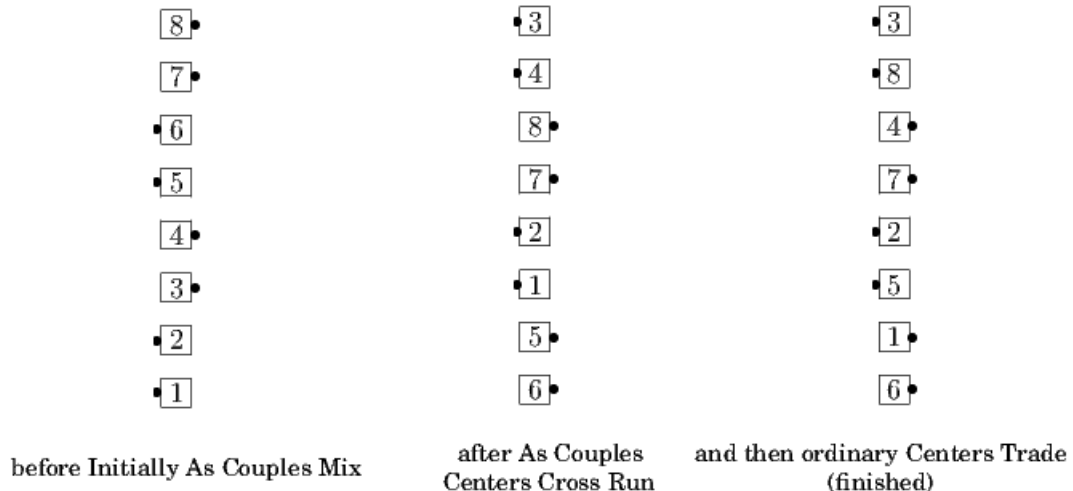 8 3 3
7 4 8
6 8 4
5 7 7
4 2 2
3 1 5
2 5 1
1 6 6
before Initially As Couples Mix
after As Couples
Centers Cross Run
and then ordinary Centers Trade
(finished)